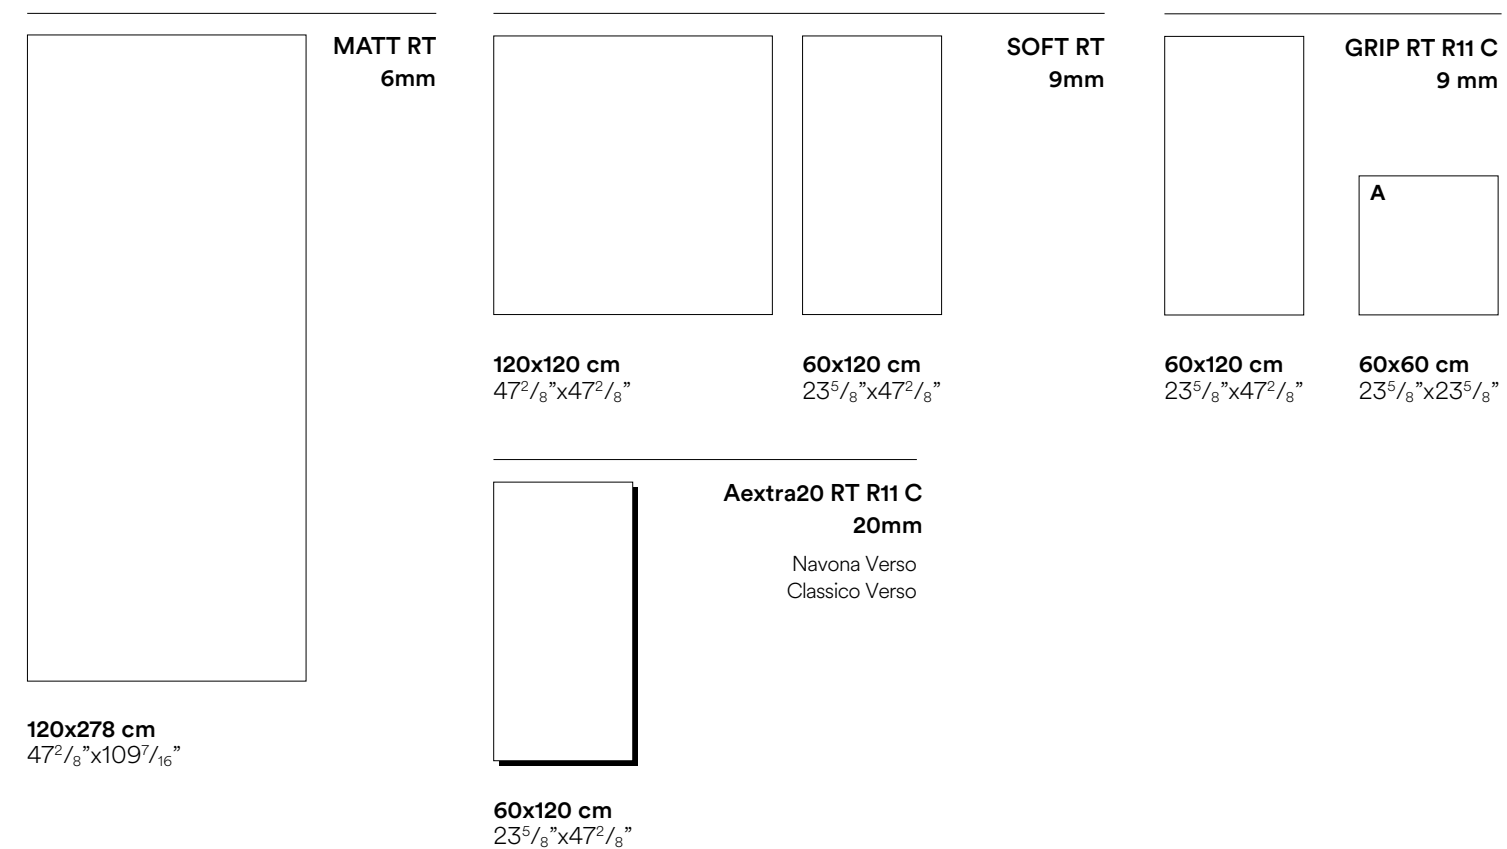 MATT RT
6mm
120x278 cm
47²/₈”x109⁷/₁₆”
SOFT RT
9mm
120x120 cm
47²/₈”x47²/₈”
60x120 cm
23⁵/₈”x47²/₈”
GRIP RT R11 C
9 mm
A
60x120 cm
23⁵/₈”x47²/₈”
60x60 cm
23⁵/₈”x23⁵/₈”
Aextra20 RT R11 C
20mm
Navona Verso
Classico Verso
60x120 cm
23⁵/₈”x47²/₈”